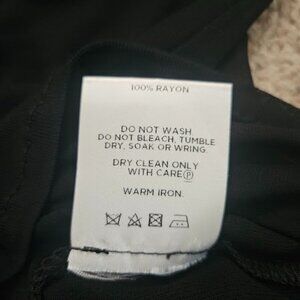 100% RAYON
DO NOT WASH
DO NOT BLEACH, TUMBLE
DRY, SOAK OR WRING
DRY CLEAN ONLY
WITH CARE Ⓟ
WARM IRON